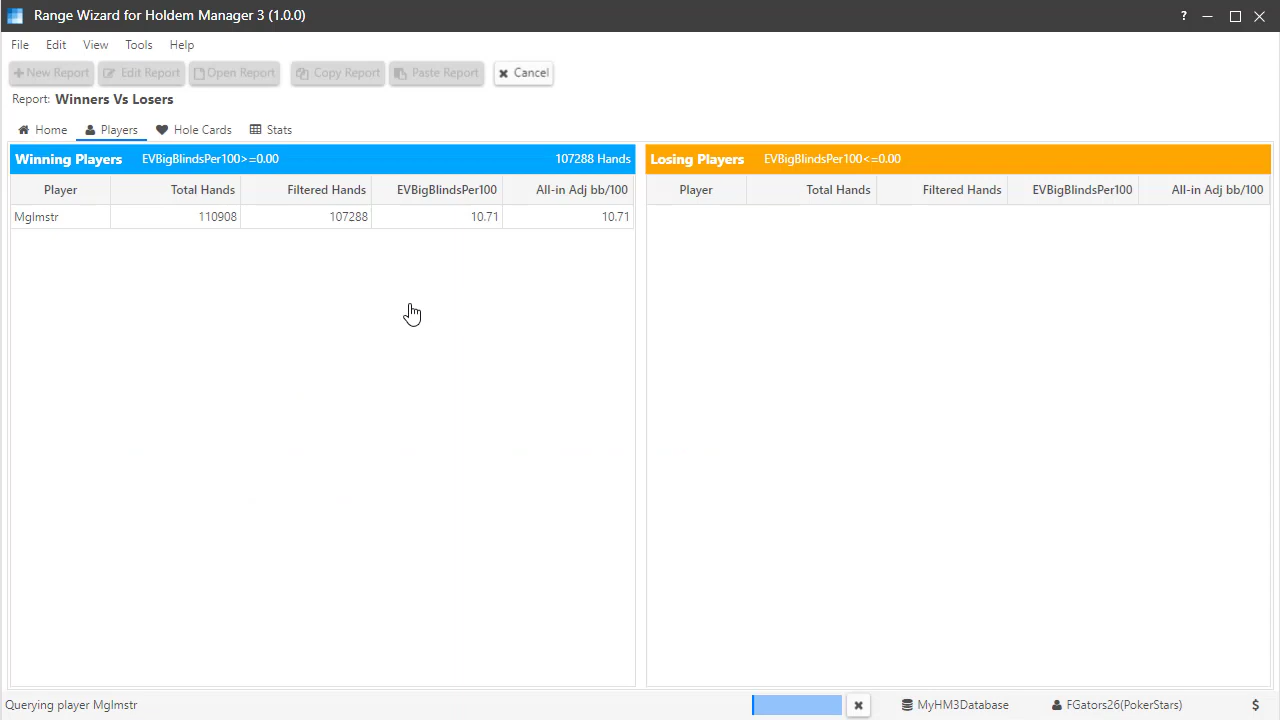 Range Wizard for Holdem Manager 3 (1.0.0) ?
File Edit View Tools Help
New Report Edit Report Open Report Copy Report Paste Report Cancel
Report: Winners Vs Losers
Home Players Hole Cards Stats
Winning Players EVBigBlindsPer100>=0.00 107288 Hands Losing Players EVBigBlindsPer100<=0.00
Player Total Hands Filtered Hands EVBigBlindsPer100 All-in Adj bb/100 Player Total Hands Filtered Hands EVBigBlindsPer100 All-in Adj bb/100
Mglmstr 110908 107288 10.71 10.71
Querying player Mglmstr MyHM3Database FGators26(PokerStars) $